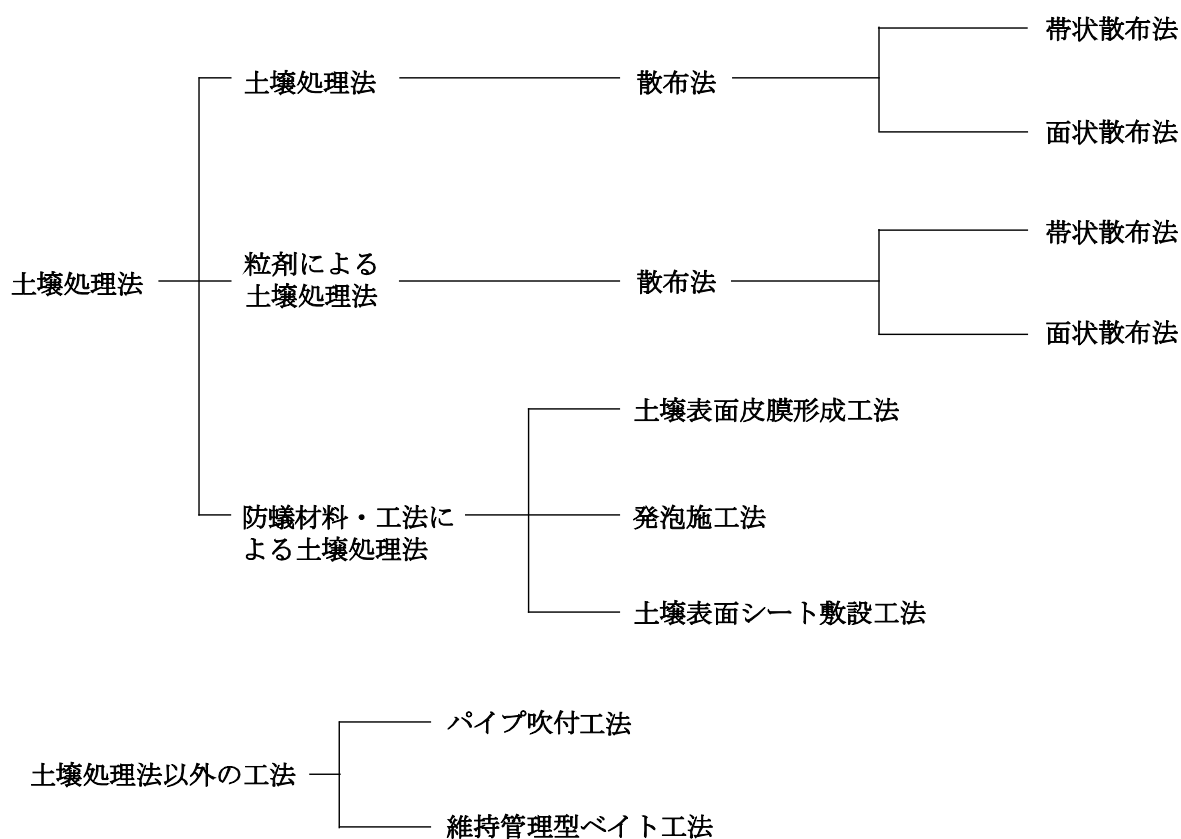 帯状散布法
土壌処理法
散布法
面状散布法
帯状散布法
粒剤による
土壌処理法
土壌処理法
散布法
面状散布法
土壌表面皮膜形成工法
防蟻材料・工法に
よる土壌処理法
発泡施工法
土壌表面シート敷設工法
パイプ吹付工法
土壌処理法以外の工法
維持管理型ベイト工法